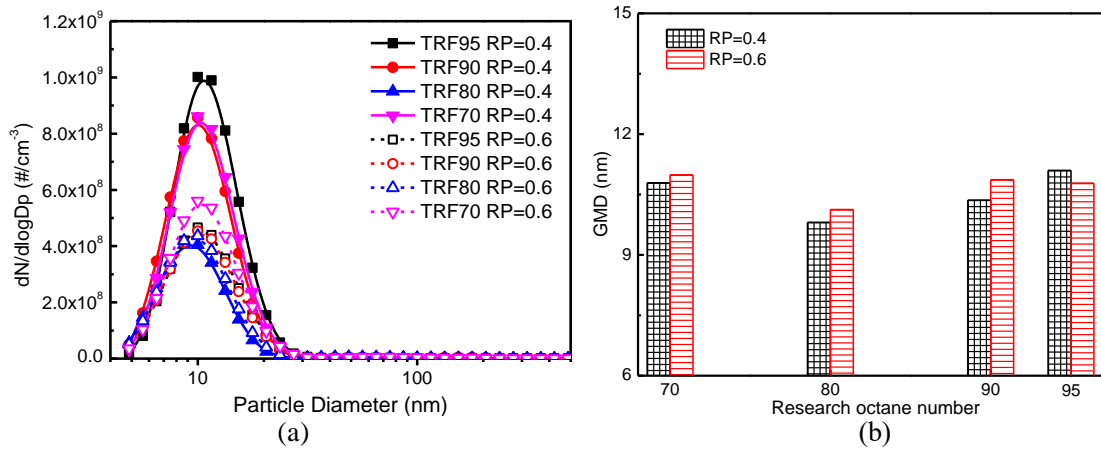 1.2x10⁹
1.0x10⁹
8.0x10⁸
6.0x10⁸
4.0x10⁸
2.0x10⁸
0.0
dN/dlogDp (#/cm⁻³)
TRF95 RP=0.4
TRF90 RP=0.4
TRF80 RP=0.4
TRF70 RP=0.4
TRF95 RP=0.6
TRF90 RP=0.6
TRF80 RP=0.6
TRF70 RP=0.6
10 100
Particle Diameter (nm)
(a)
15
12
9
6
GMD (nm)
RP=0.4
RP=0.6
70 80 90 95
Research octane number
(b)